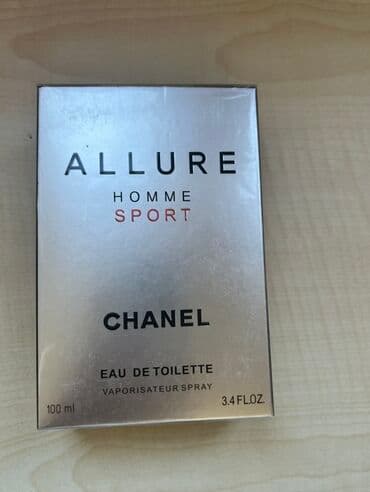 ALLURE
HOMME
SPORT
CHANEL
EAU DE TOILETTE
VAPORISATEUR SPRAY
100 ml 3.4 FL.OZ.